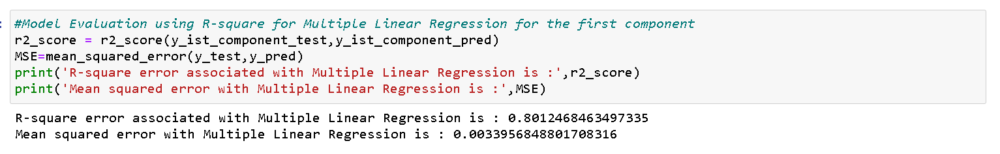 #Model Evaluation using R-square for Multiple Linear Regression for the first component
r2_score = r2_score(y_ist_component_test,y_ist_component_pred)
MSE=mean_squared_error(y_test,y_pred)
print('R-square error associated with Multiple Linear Regression is :',r2_score)
print('Mean squared error with Multiple Linear Regression is :',MSE)
R-square error associated with Multiple Linear Regression is : 0.8012468463497335
Mean squared error with Multiple Linear Regression is : 0.0033956848801708316